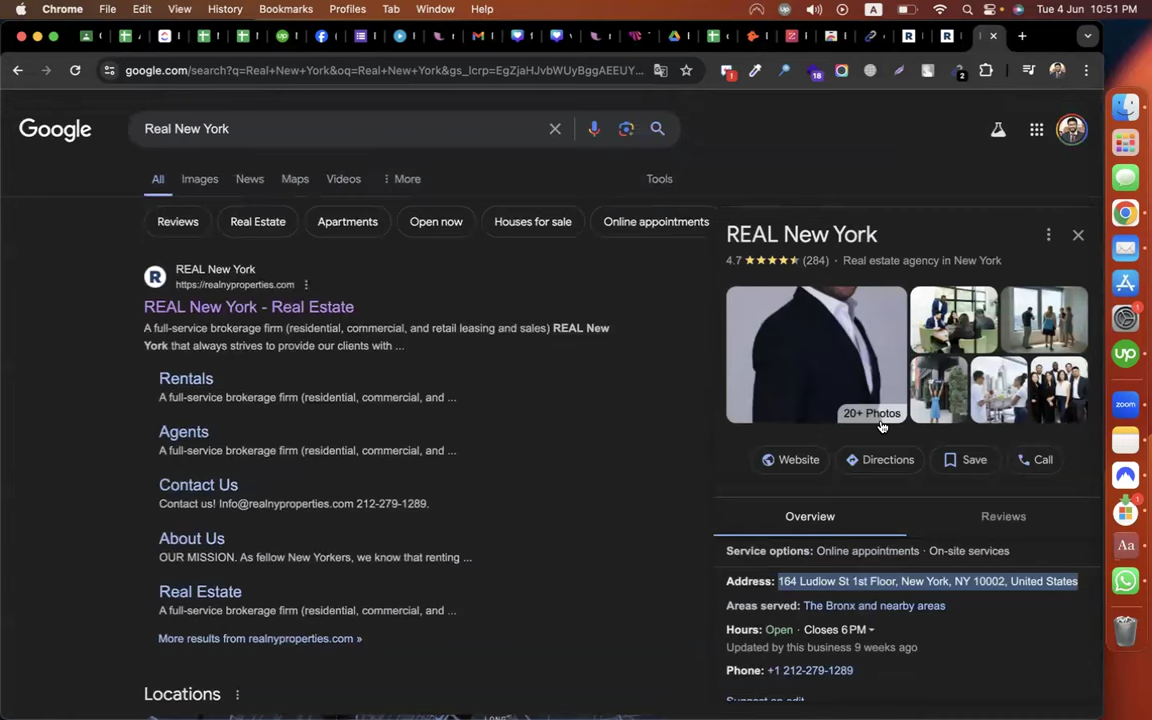 Chrome File Edit View History Bookmarks Profiles Tab Window Help
A
Tue 4 Jun 10:51 PM
google.com/search?q=Real+New+York&oq=Real+New+York&gs_lcrp=EgZjaHJvbWUyBggAEEUY...
1
18
2
Google
Real New York
All Images News Maps Videos More Tools
Reviews Real Estate Apartments Open now Houses for sale Online appointments
R
REAL New York
https://realnyproperties.com
REAL New York - Real Estate
A full-service brokerage firm (residential, commercial, and retail leasing and sales) REAL New
York that always strives to provide our clients with ...
Rentals
A full-service brokerage firm (residential, commercial, and ...
Agents
A full-service brokerage firm (residential, commercial, and ...
Contact Us
Contact us! Info@realnyproperties.com 212-279-1289.
About Us
OUR MISSION. As fellow New Yorkers, we know that renting ...
Real Estate
A full-service brokerage firm (residential, commercial, and ...
More results from realnyproperties.com »
Locations
REAL New York
4.7 (284) · Real estate agency in New York
20+ Photos
Website Directions Save Call
Overview Reviews
Service options: Online appointments · On-site services
Address: 164 Ludlow St 1st Floor, New York, NY 10002, United States
Areas served: The Bronx and nearby areas
Hours: Open · Closes 6 PM
Updated by this business 9 weeks ago
Phone: +1 212-279-1289
Suggest an edit
1
up
zoom
Aa